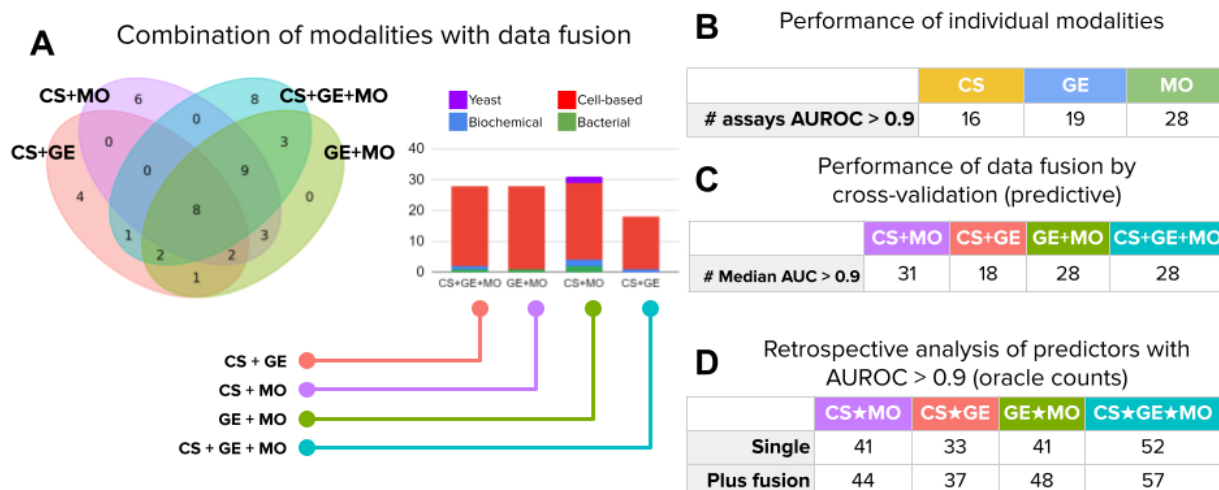 A
Combination of modalities with data fusion
CS+MO
CS+GE+MO
CS+GE
GE+MO
6
8
0
0
3
4
0
9
0
8
1
2
2
3
1
Yeast
Cell-based
Biochemical
Bacterial
40
30
20
10
0
CS+GE+MO
GE+MO
CS+MO
CS+GE
CS + GE
CS + MO
GE + MO
CS + GE + MO
B
Performance of individual modalities
CS GE MO
# assays AUROC > 0.9 16 19 28
C
Performance of data fusion by
cross-validation (predictive)
CS+MO CS+GE GE+MO CS+GE+MO
# Median AUC > 0.9 31 18 28 28
D
Retrospective analysis of predictors with
AUROC > 0.9 (oracle counts)
CS★MO CS★GE GE★MO CS★GE★MO
Single 41 33 41 52
Plus fusion 44 37 48 57